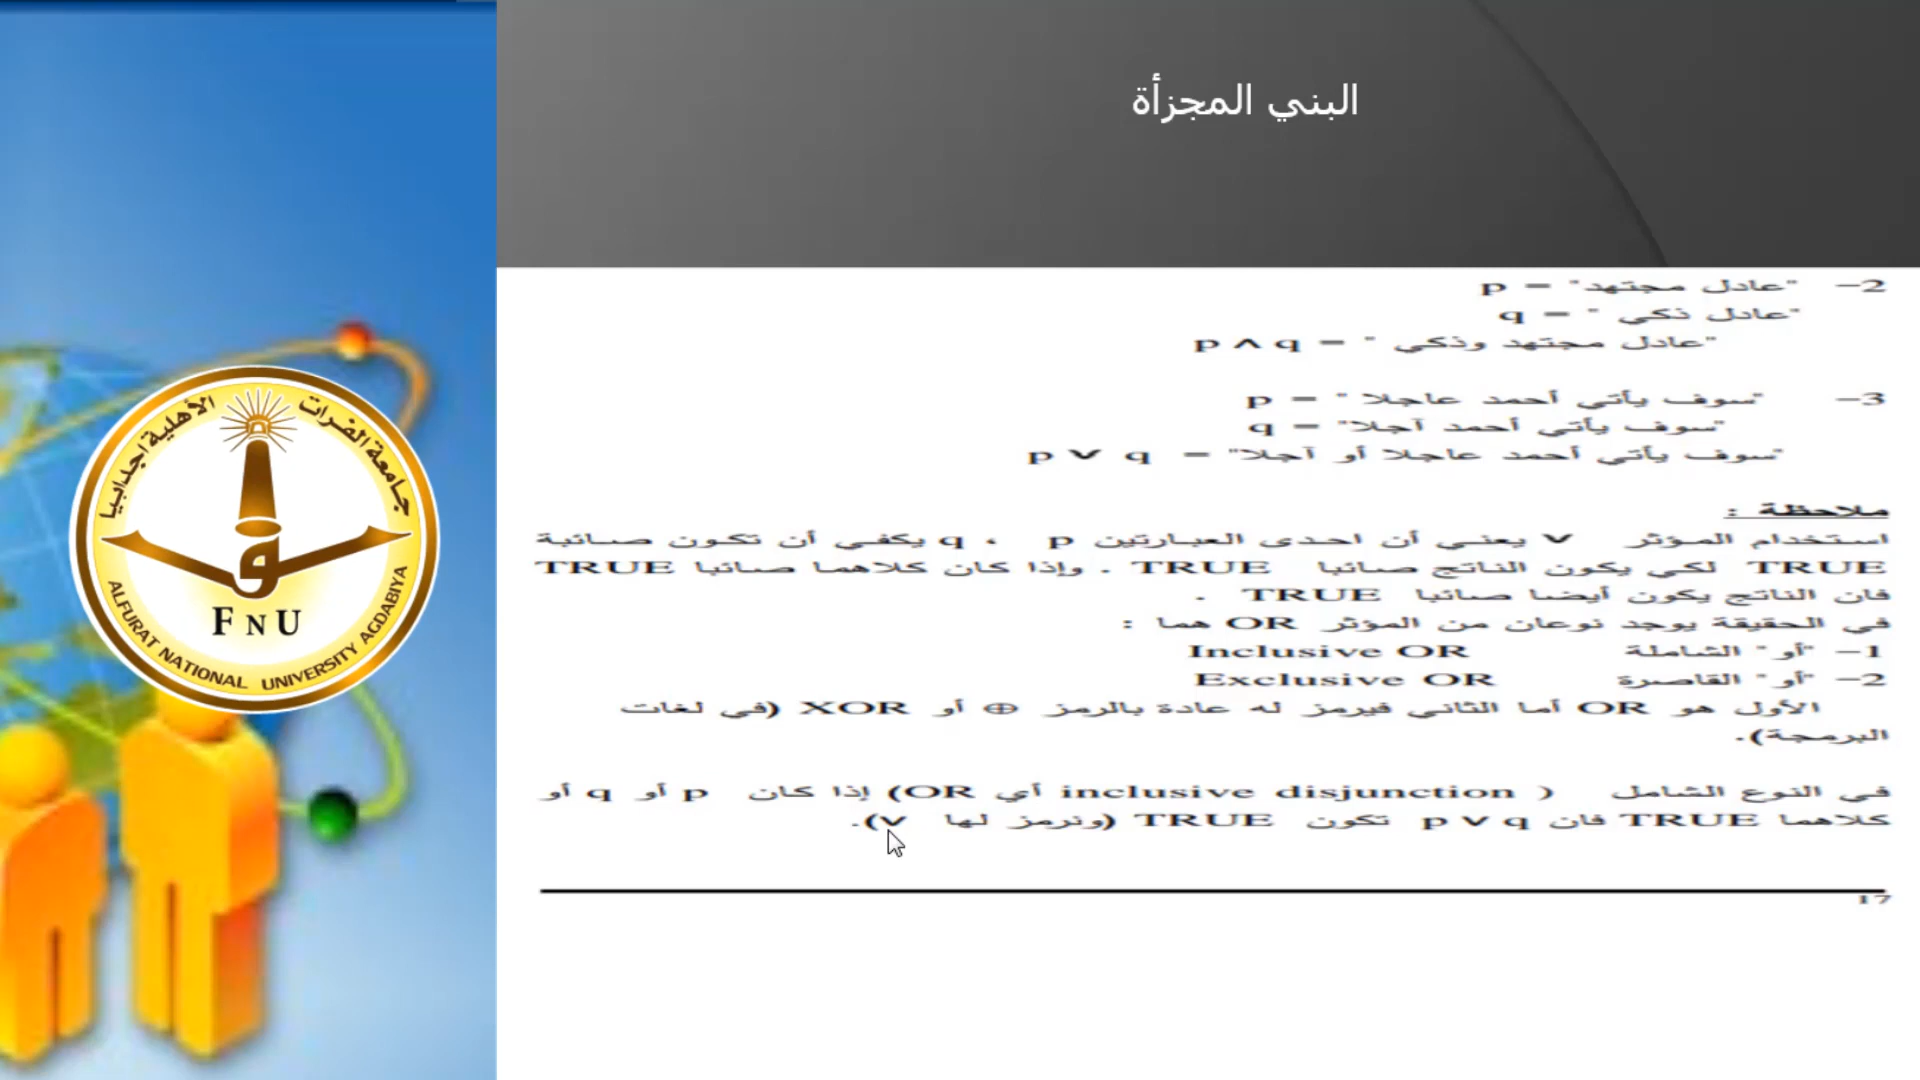 البني المجزأة
2– "عادل مجتهد" = p
"عادل ذكي " = q
"عادل مجتهد وذكي " = p ∧ q
3– "سوف يأتي أحمد عاجلا " = p
"سوف يأتي أحمد آجلا" = q
"سوف يأتي أحمد عاجلا أو آجلا" = p ∨ q
ملاحظة :
استخدام المؤثر ∨ يعني أن احدى العبارتين p ، q يكفي أن تكون صائبة
TRUE لكي يكون الناتج صائبا TRUE . وإذا كان كلاهما صائبا TRUE
فان الناتج يكون أيضا صائبا TRUE .
في الحقيقة يوجد نوعان من المؤثر OR هما :
1– "أو" الشاملة Inclusive OR
2– "أو" القاصرة Exclusive OR
الأول هو OR أما الثاني فيرمز له عادة بالرمز ⊕ أو XOR (في لغات
البرمجة).
في النوع الشامل ( inclusive disjunction أي OR) إذا كان p أو q أو
كلاهما TRUE فان p ∨ q تكون TRUE (ونرمز لها ∨).
17
جامعة الفرات الأهلية اجدابيا
FNU
ALFURAT NATIONAL UNIVERSITY AGDABIYA